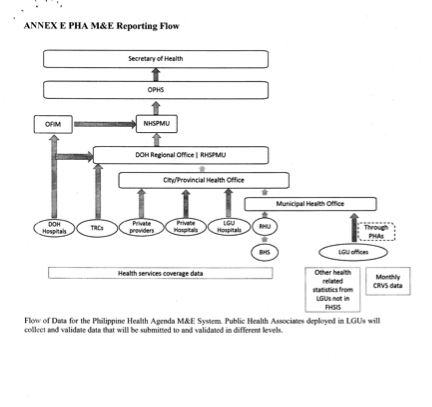 ANNEX E PHA M&E Reporting Flow
Secretary of Health
OPHS
OFIM
NHSPMU
DOH Regional Office | RHSPMU
City/Provincial Health Office
Municipal Health Office
DOH
Hospitals
TRCs
Private
providers
Private
Hospitals
LGU
Hospitals
RHU
Through
PHAs
BHS
LGU offices
Health services coverage data
Other health
related
statistics from
LGUs not in
FHSIS
Monthly
CRVS data
Flow of Data for the Philippine Health Agenda M&E System. Public Health Associates deployed in LGUs will
collect and validate data that will be submitted to and validated in different levels.